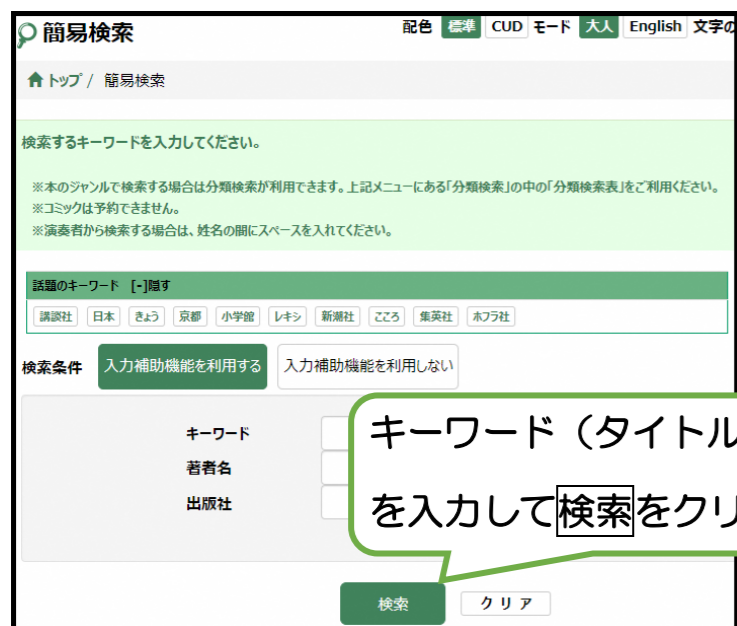 簡易検索
配色 標準 CUD モード 大人 English 文字の
トップ / 簡易検索
検索するキーワードを入力してください。
※本のジャンルで検索する場合は分類検索が利用できます。上記メニューにある「分類検索」の中の「分類検索表」をご利用ください。
※コミックは予約できません。
※演奏者から検索する場合は、姓名の間にスペースを入れてください。
話題のキーワード [-]隠す
講談社 日本 きょう 京都 小学館 レキシ 新潮社 こころ 集英社 ホフラ社
検索条件 入力補助機能を利用する 入力補助機能を利用しない
キーワード
著者名
出版社
キーワード（タイトル
を入力して検索をクリ
検索 クリア